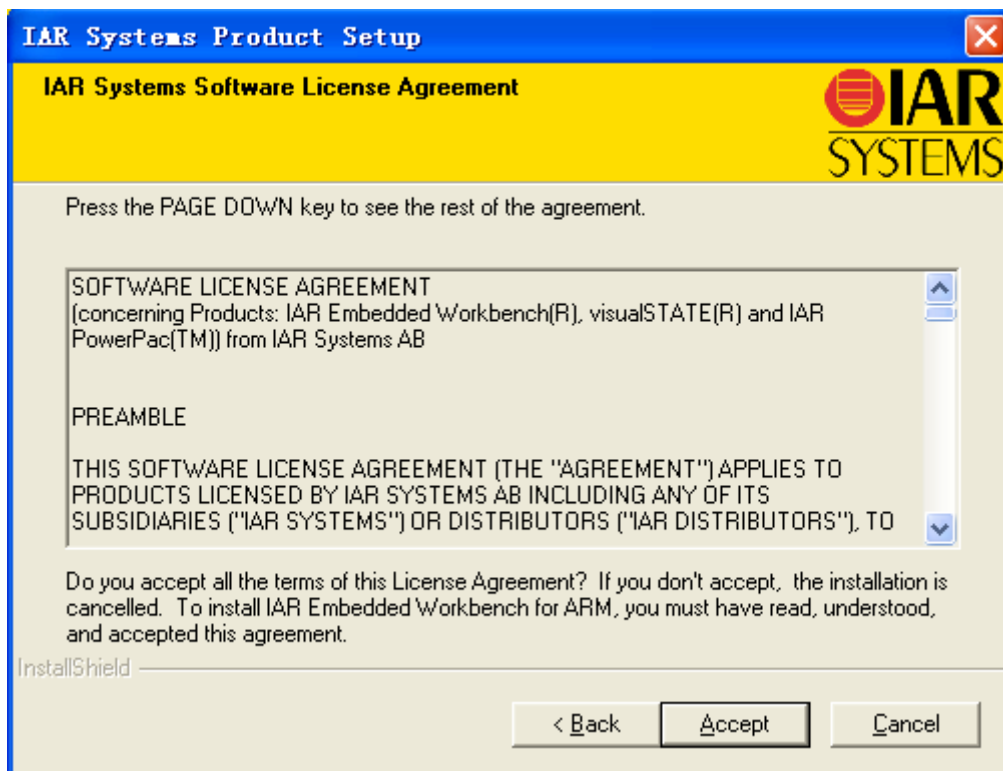 IAR Systems Product Setup
IAR Systems Software License Agreement
IAR
SYSTEMS
Press the PAGE DOWN key to see the rest of the agreement.
SOFTWARE LICENSE AGREEMENT
(concerning Products: IAR Embedded Workbench(R), visualSTATE(R) and IAR
PowerPac(TM)) from IAR Systems AB
PREAMBLE
THIS SOFTWARE LICENSE AGREEMENT (THE "AGREEMENT") APPLIES TO
PRODUCTS LICENSED BY IAR SYSTEMS AB INCLUDING ANY OF ITS
SUBSIDIARIES ("IAR SYSTEMS") OR DISTRIBUTORS ("IAR DISTRIBUTORS"), TO
Do you accept all the terms of this License Agreement? If you don't accept, the installation is
cancelled. To install IAR Embedded Workbench for ARM, you must have read, understood,
and accepted this agreement.
InstallShield
< Back
Accept
Cancel